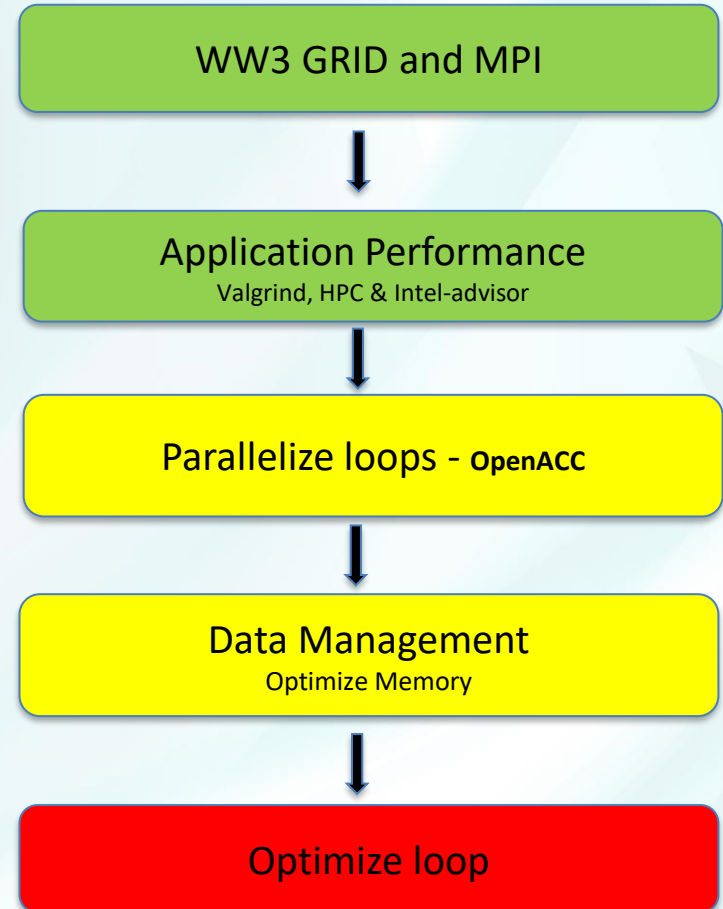 WW3 GRID and MPI
Application Performance
Valgrind, HPC & Intel-advisor
Parallelize loops - OpenACC
Data Management
Optimize Memory
Optimize loop